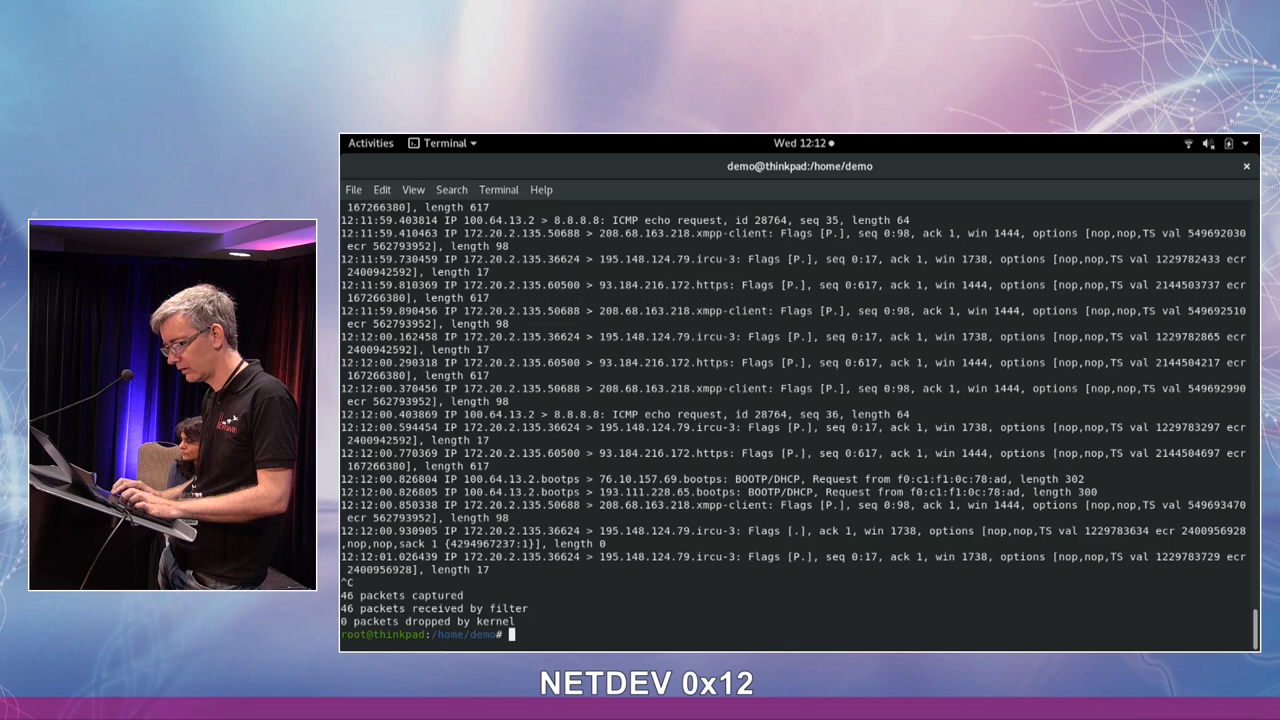 Activities Terminal Wed 12:12
demo@thinkpad:/home/demo ×
File Edit View Search Terminal Help
167266380], length 617
12:11:59.403814 IP 100.64.13.2 > 8.8.8.8: ICMP echo request, id 28764, seq 35, length 64
12:11:59.410463 IP 172.20.2.135.50688 > 208.68.163.218.xmpp-client: Flags [P.], seq 0:98, ack 1, win 1444, options [nop,nop,TS val 549692030
ecr 562793952], length 98
12:11:59.730459 IP 172.20.2.135.36624 > 195.148.124.79.ircu-3: Flags [P.], seq 0:17, ack 1, win 1738, options [nop,nop,TS val 1229782433 ecr
2400942592], length 17
12:11:59.810369 IP 172.20.2.135.60500 > 93.184.216.172.https: Flags [P.], seq 0:617, ack 1, win 1444, options [nop,nop,TS val 2144503737 ecr
167266380], length 617
12:11:59.890456 IP 172.20.2.135.50688 > 208.68.163.218.xmpp-client: Flags [P.], seq 0:98, ack 1, win 1444, options [nop,nop,TS val 549692510
ecr 562793952], length 98
12:12:00.162458 IP 172.20.2.135.36624 > 195.148.124.79.ircu-3: Flags [P.], seq 0:17, ack 1, win 1738, options [nop,nop,TS val 1229782865 ecr
2400942592], length 17
12:12:00.290318 IP 172.20.2.135.60500 > 93.184.216.172.https: Flags [P.], seq 0:617, ack 1, win 1444, options [nop,nop,TS val 2144504217 ecr
167266380], length 617
12:12:00.370456 IP 172.20.2.135.50688 > 208.68.163.218.xmpp-client: Flags [P.], seq 0:98, ack 1, win 1444, options [nop,nop,TS val 549692990
ecr 562793952], length 98
12:12:00.403869 IP 100.64.13.2 > 8.8.8.8: ICMP echo request, id 28764, seq 36, length 64
12:12:00.594454 IP 172.20.2.135.36624 > 195.148.124.79.ircu-3: Flags [P.], seq 0:17, ack 1, win 1738, options [nop,nop,TS val 1229783297 ecr
2400942592], length 17
12:12:00.770369 IP 172.20.2.135.60500 > 93.184.216.172.https: Flags [P.], seq 0:617, ack 1, win 1444, options [nop,nop,TS val 2144504697 ecr
167266380], length 617
12:12:00.826804 IP 100.64.13.2.bootps > 76.10.157.69.bootps: BOOTP/DHCP, Request from f0:c1:f1:0c:78:ad, length 302
12:12:00.826805 IP 100.64.13.2.bootps > 193.111.228.65.bootps: BOOTP/DHCP, Request from f0:c1:f1:0c:78:ad, length 300
12:12:00.850338 IP 172.20.2.135.50688 > 208.68.163.218.xmpp-client: Flags [P.], seq 0:98, ack 1, win 1444, options [nop,nop,TS val 549693470
ecr 562793952], length 98
12:12:00.930905 IP 172.20.2.135.36624 > 195.148.124.79.ircu-3: Flags [.], ack 1, win 1738, options [nop,nop,TS val 1229783634 ecr 2400956928
,nop,nop,sack 1 {4294967237:1}], length 0
12:12:01.026439 IP 172.20.2.135.36624 > 195.148.124.79.ircu-3: Flags [P.], seq 0:17, ack 1, win 1738, options [nop,nop,TS val 1229783729 ecr
2400956928], length 17
^C
46 packets captured
46 packets received by filter
0 packets dropped by kernel
root@thinkpad:/home/demo#
NETDEV 0x12